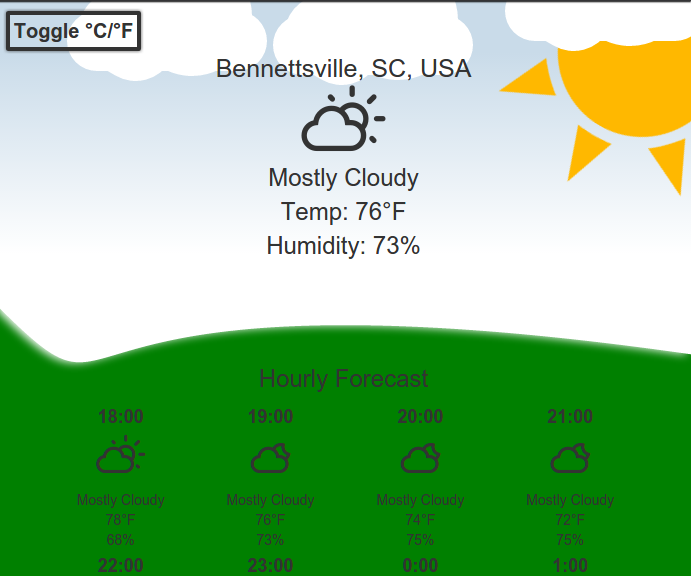 Toggle °C/°F
Bennettsville, SC, USA
Mostly Cloudy
Temp: 76°F
Humidity: 73%
Hourly Forecast
18:00 19:00 20:00 21:00
Mostly Cloudy Mostly Cloudy Mostly Cloudy Mostly Cloudy
78°F 76°F 74°F 72°F
68% 73% 75% 75%
22:00 23:00 0:00 1:00